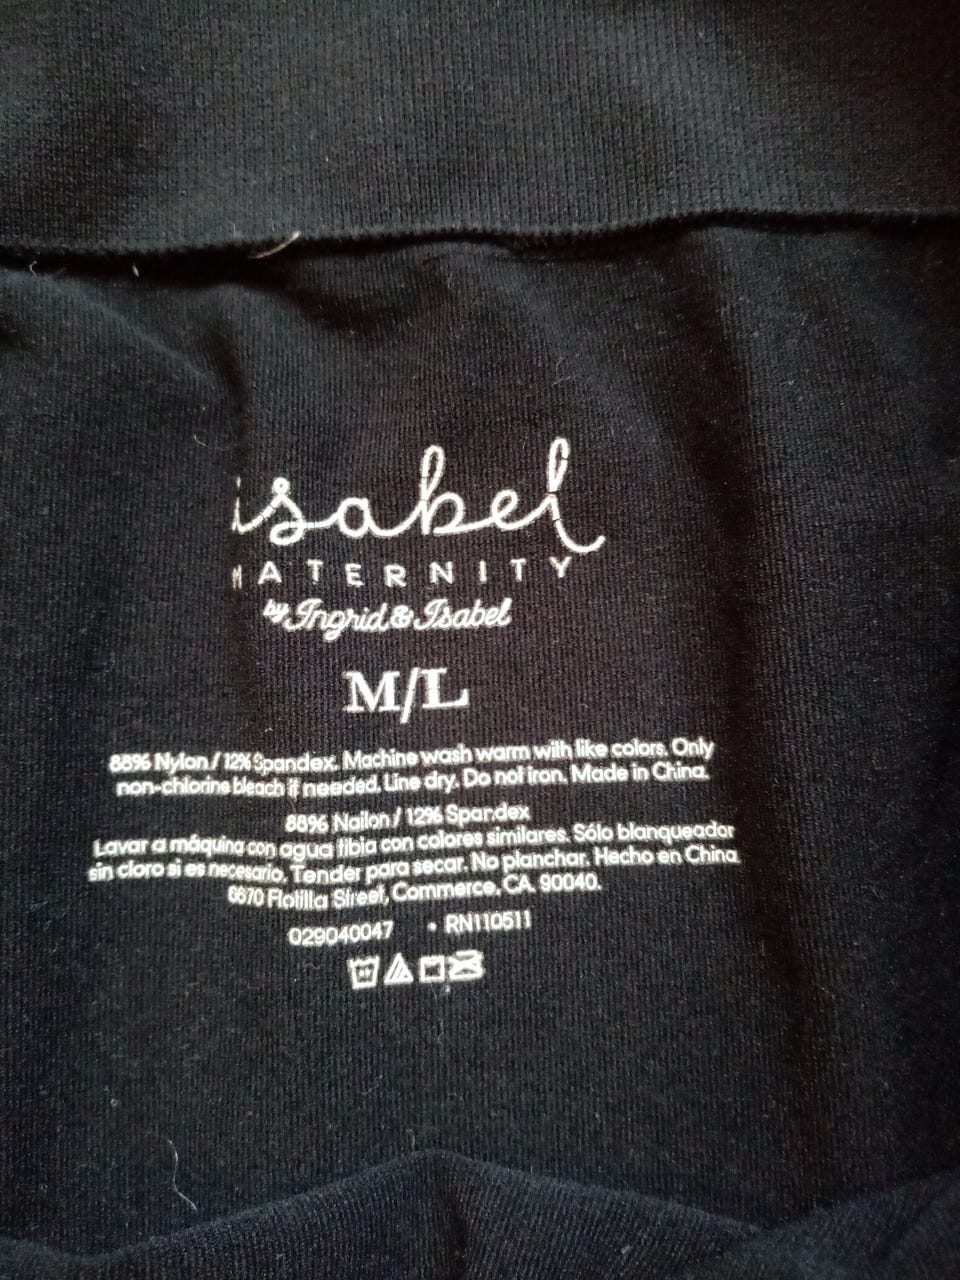 isabel
MATERNITY
by Ingrid & Isabel
M/L
88% Nylon / 12% Spandex. Machine wash warm with like colors. Only
non-chlorine bleach if needed. Line dry. Do not iron. Made in China.
88% Nailon / 12% Spandex
Lavar a máquina con agua tibia con colores similares. Sólo blanqueador
sin cloro si es necesario. Tender para secar. No planchar. Hecho en China
6670 Flotilla Street, Commerce, CA. 90040.
029040047 • RN110511